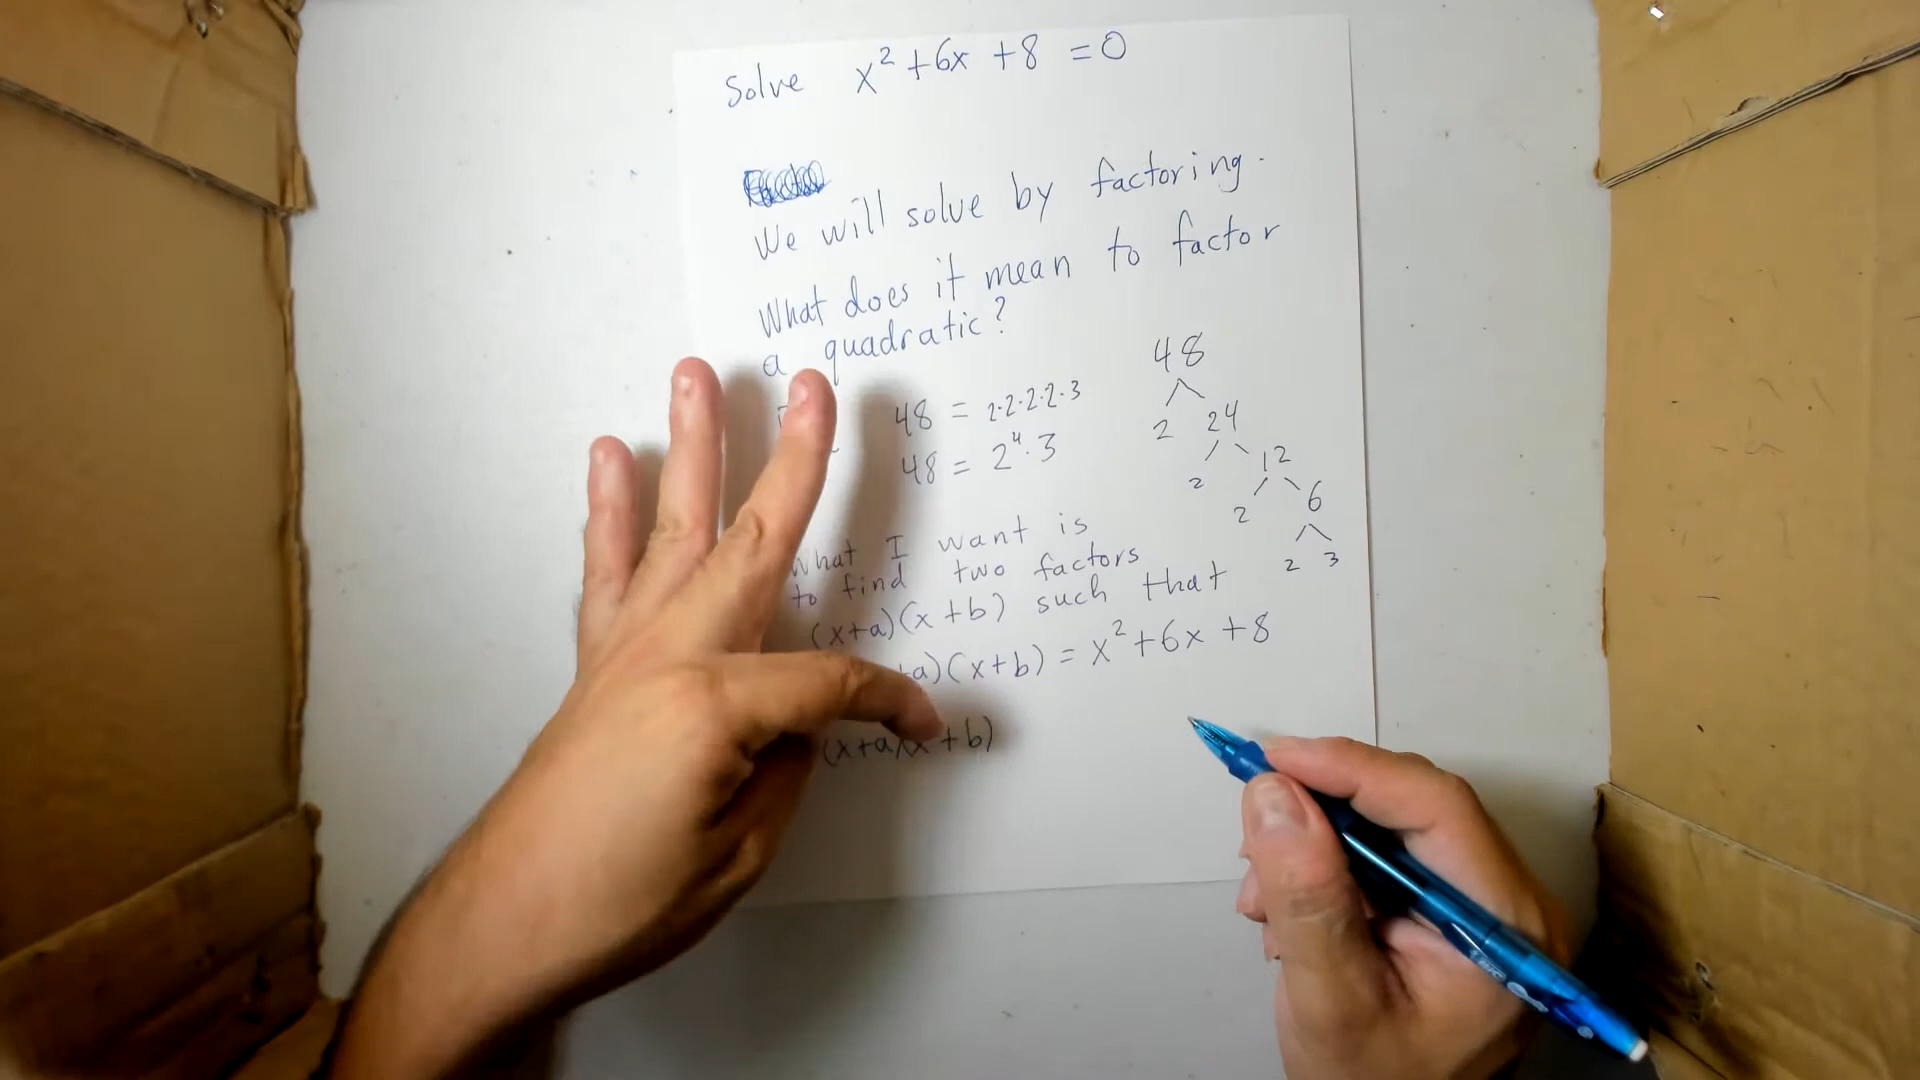 Solve x² + 6x + 8 = 0
We will solve by factoring.
What does it mean to factor
a quadratic?
48 = 2·2·2·2·3
48 = 2⁴·3
48
2 24
2 12
2 6
2 3
What I want is
to find two factors
(x+a)(x+b) such that
+a)(x+b) = x² + 6x + 8
(x+a)(x+b)
BIC